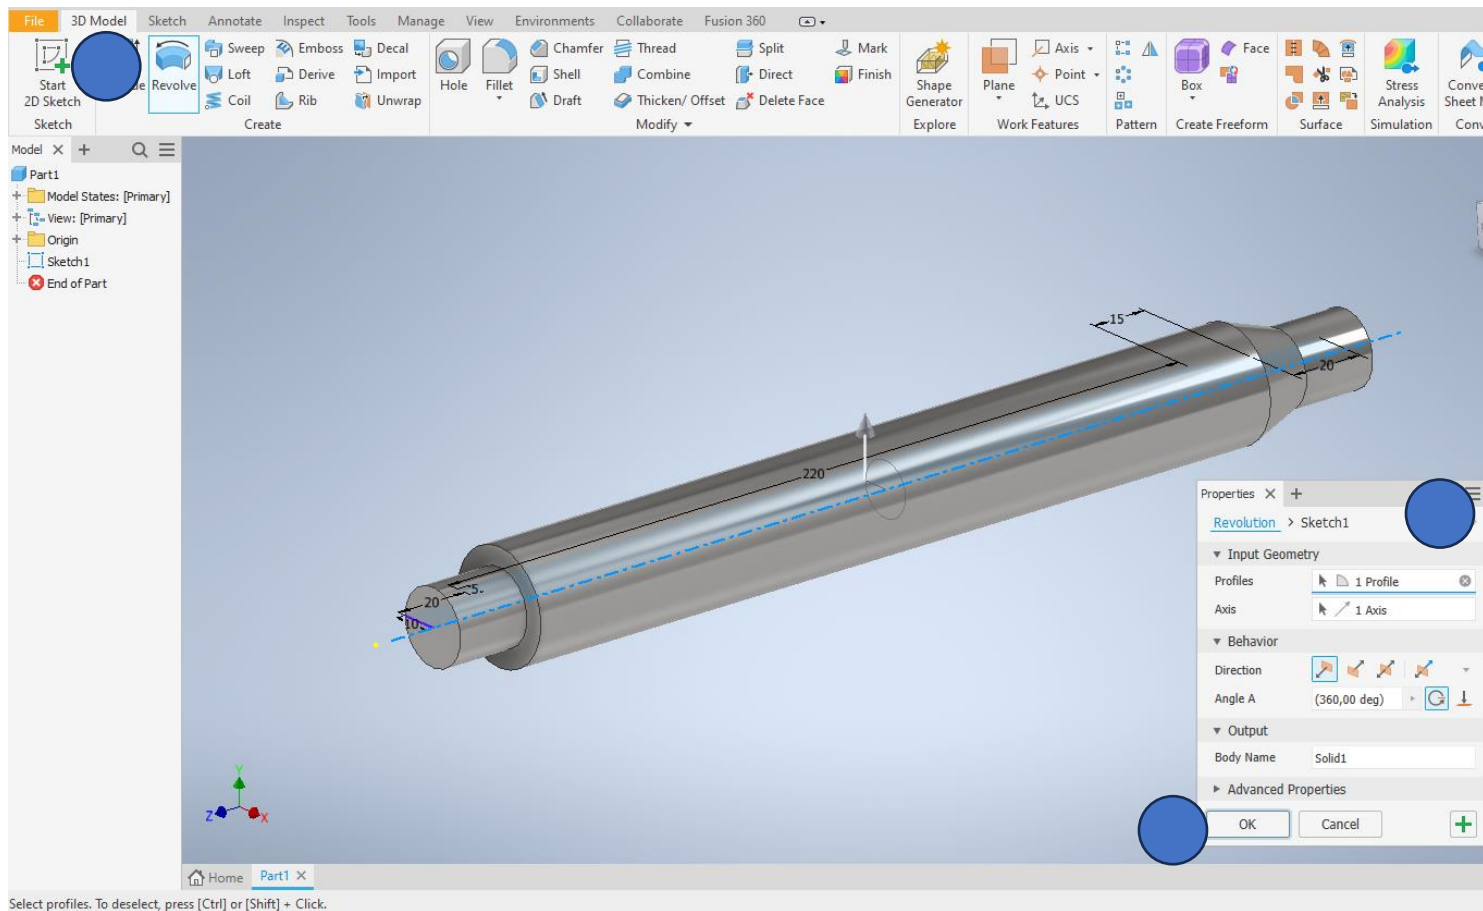 File 3D Model Sketch Annotate Inspect Tools Manage View Environments Collaborate Fusion 360
Start
2D Sketch
Revolve
Sweep Emboss Decal
Loft Derive Import
Coil Rib Unwrap
Hole Fillet
Chamfer Thread Split
Shell Combine Direct
Draft Thicken/ Offset Delete Face
Mark
Finish
Shape
Generator
Plane
Axis
Point
UCS
Box
Face
Stress
Analysis
Sketch Create Modify Explore Work Features Pattern Create Freeform Surface Simulation
Model × +
Part1
Model States: [Primary]
View: [Primary]
Origin
Sketch1
End of Part
15
20
220
5
20
10
Y
Z X
Properties × +
Revolution > Sketch1
Input Geometry
Profiles 1 Profile
Axis 1 Axis
Behavior
Direction
Angle A (360,00 deg)
Output
Body Name Solid1
Advanced Properties
OK Cancel
Home Part1 ×
Select profiles. To deselect, press [Ctrl] or [Shift] + Click.